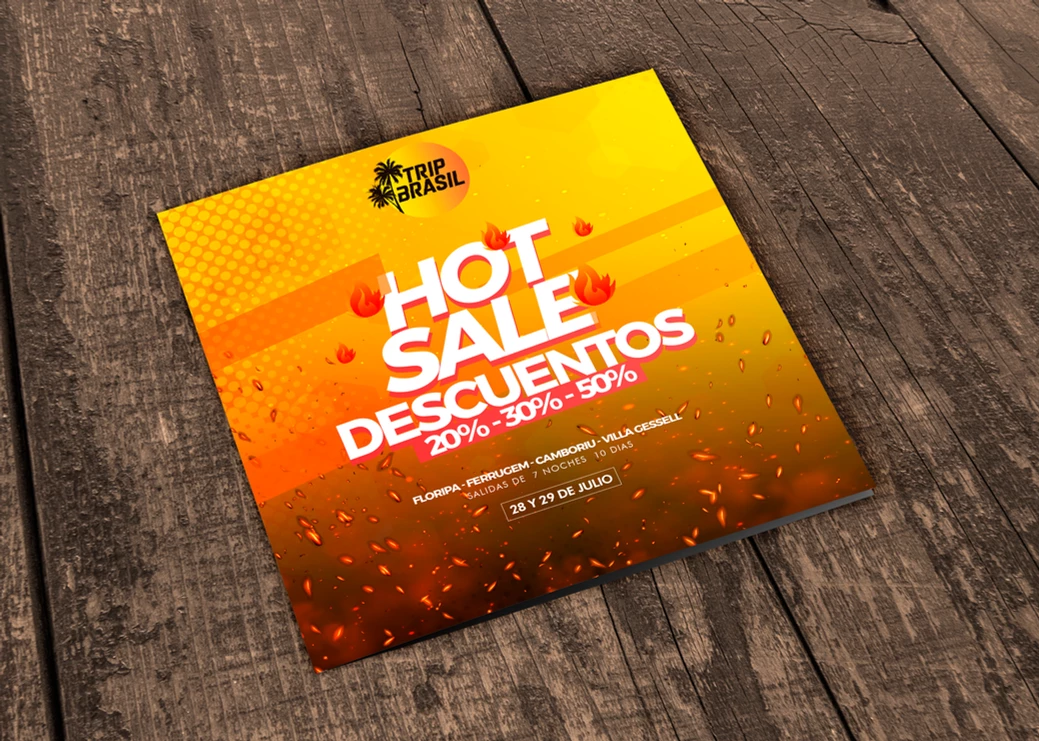 TRIP
BRASIL
HOT
SALE
DESCUENTOS
20% - 30% - 50%
FLORIPA - FERRUGEM - CAMBORIU - VILLA GESSELL
SALIDAS DE 7 NOCHES 10 DIAS
28 Y 29 DE JULIO